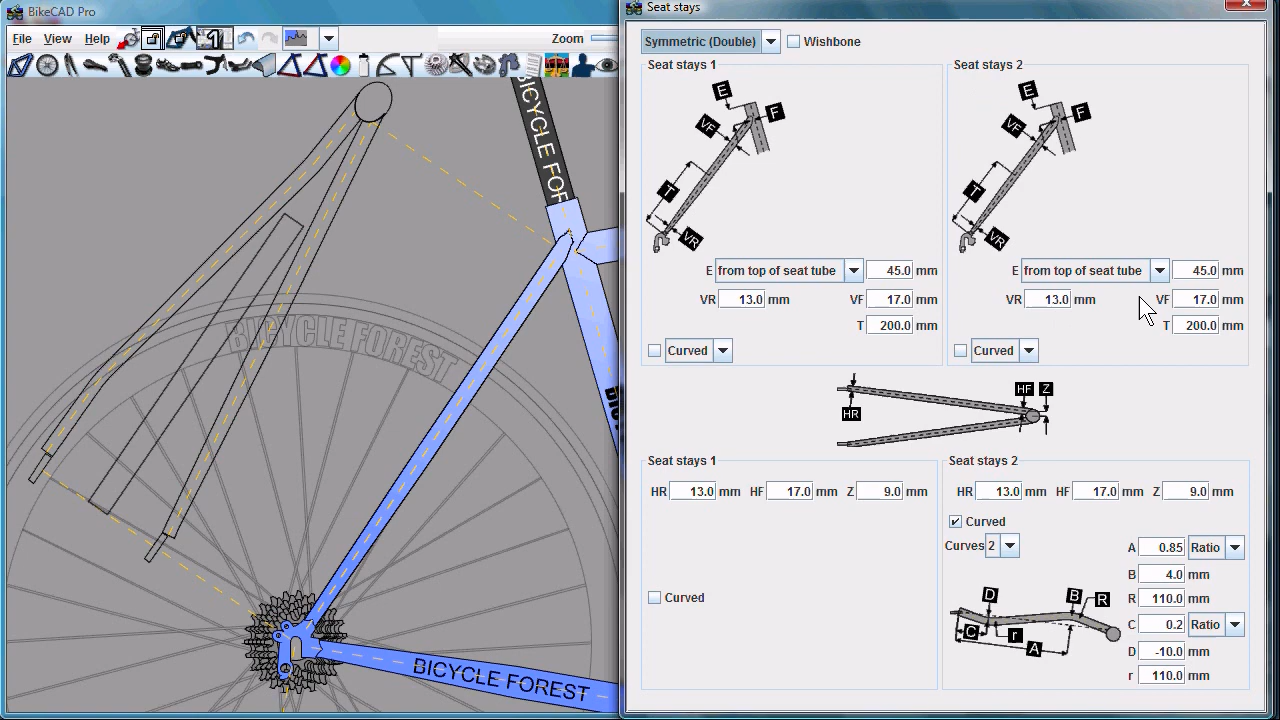 BikeCAD Pro
File View Help
Zoom
BICYCLE FOR
BICYCLE FOREST
BICYCLE FOREST
Seat stays
Symmetric (Double) Wishbone
Seat stays 1
E
F
VF
T
VR
E from top of seat tube 45.0 mm
VR 13.0 mm VF 17.0 mm
T 200.0 mm
Curved
Seat stays 2
E
F
VF
T
VR
E from top of seat tube 45.0 mm
VR 13.0 mm VF 17.0 mm
T 200.0 mm
Curved
HF Z
HR
Seat stays 1
HR 13.0 mm HF 17.0 mm Z 9.0 mm
Curved
Seat stays 2
HR 13.0 mm HF 17.0 mm Z 9.0 mm
Curved
Curves 2
A 0.85 Ratio
B 4.0 mm
R 110.0 mm
C 0.2 Ratio
D -10.0 mm
r 110.0 mm
D B R
C r A